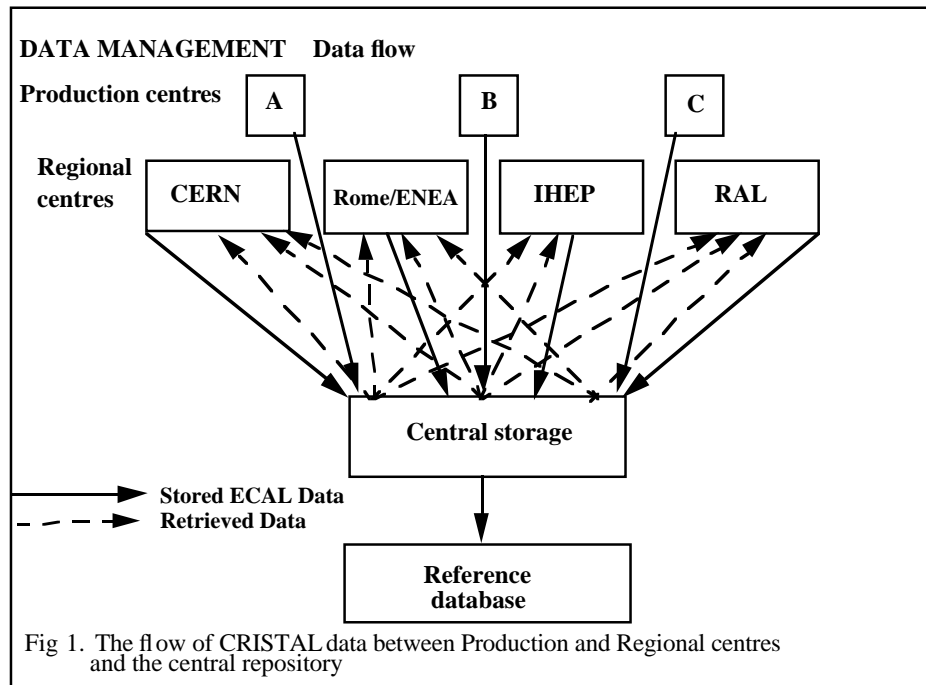 DATA MANAGEMENT Data flow
Production centres
A
B
C
Regional
centres
CERN
Rome/ENEA
IHEP
RAL
Central storage
Stored ECAL Data
Retrieved Data
Reference
database
Fig 1. The flow of CRISTAL data between Production and Regional centres
and the central repository